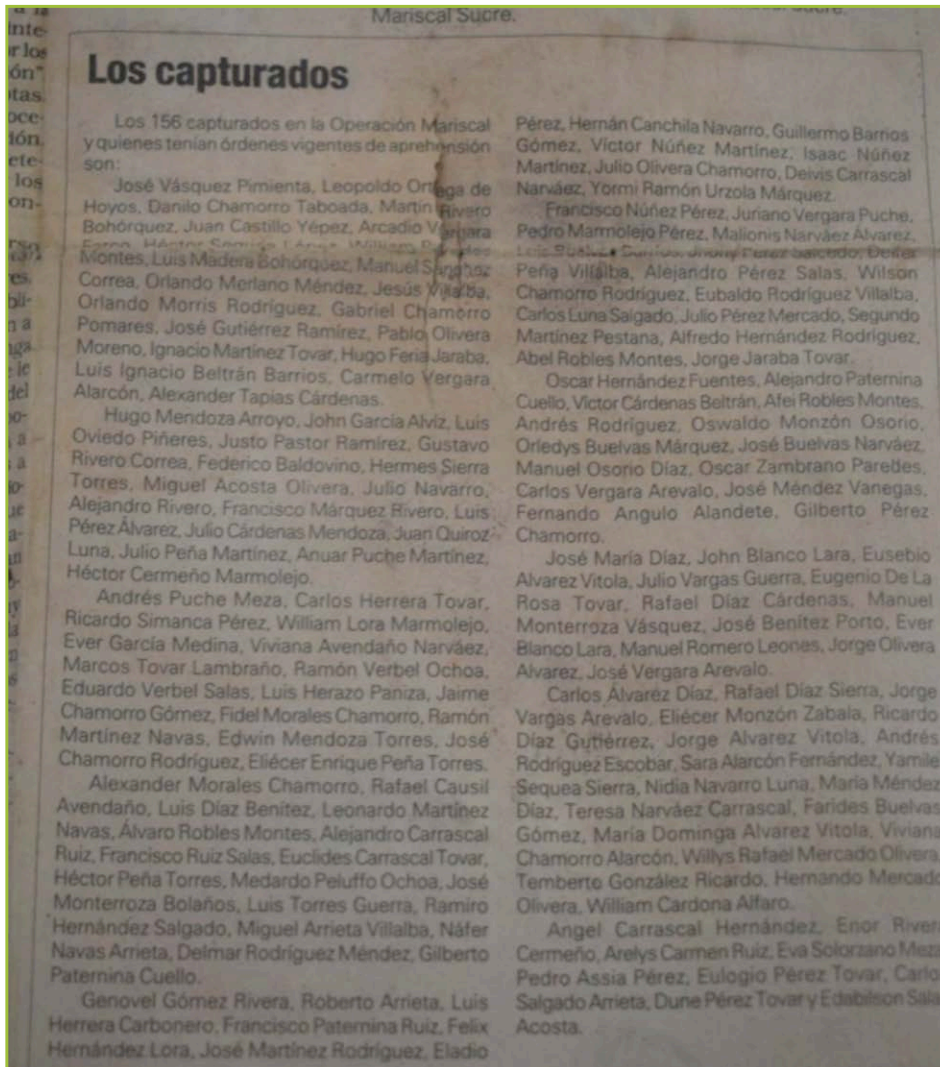 Mariscal Sucre.
Los capturados
Los 156 capturados en la Operación Mariscal
y quienes tenían órdenes vigentes de aprehensión
son:
José Vásquez Pimienta, Leopoldo Ortega de
Hoyos, Danilo Chamorro Taboada, Martín Rivero
Bohórquez, Juan Castillo Yépez, Arcadio Vergara
Montes, Luis Madera Bohórquez, Manuel Sánchez
Correa, Orlando Merlano Méndez, Jesús Villalba,
Orlando Morris Rodríguez, Gabriel Chamorro
Pomares, José Gutiérrez Ramírez, Pablo Olivera
Moreno, Ignacio Martínez Tovar, Hugo Feria Jaraba,
Luis Ignacio Beltrán Barrios, Carmelo Vergara
Alarcón, Alexander Tapias Cárdenas.
Hugo Mendoza Arroyo, John García Alviz, Luis
Oviedo Piñeres, Justo Pastor Ramírez, Gustavo
Rivero Correa, Federico Baldovino, Hermes Sierra
Torres, Miguel Acosta Olivera, Julio Navarro,
Alejandro Rivero, Francisco Márquez Rivero, Luis
Pérez Álvarez, Julio Cárdenas Mendoza, Juan Quiroz
Luna, Julio Peña Martínez, Anuar Puche Martínez,
Héctor Cermeño Marmolejo.
Andrés Puche Meza, Carlos Herrera Tovar,
Ricardo Simanca Pérez, William Lora Marmolejo,
Ever García Medina, Viviana Avendaño Narváez,
Marcos Tovar Lambraño, Ramón Verbel Ochoa,
Eduardo Verbel Salas, Luis Herazo Paniza, Jaime
Chamorro Gómez, Fidel Morales Chamorro, Ramón
Martínez Navas, Edwin Mendoza Torres, José
Chamorro Rodríguez, Eliécer Enrique Peña Torres.
Alexander Morales Chamorro, Rafael Causil
Avendaño, Luis Díaz Benítez, Leonardo Martínez
Navas, Álvaro Robles Montes, Alejandro Carrascal
Ruiz, Francisco Ruiz Salas, Euclides Carrascal Tovar,
Héctor Peña Torres, Medardo Peluffo Ochoa, José
Monterroza Bolaños, Luis Torres Guerra, Ramiro
Hernández Salgado, Miguel Arrieta Villalba, Náfer
Navas Arrieta, Delmar Rodríguez Méndez, Gilberto
Paternina Cuello.
Genovel Gómez Rivera, Roberto Arrieta, Luis
Herrera Carbonero, Francisco Paternina Ruiz, Felix
Hernández Lora, José Martínez Rodríguez, Eladio
Pérez, Hernán Canchila Navarro, Guillermo Barrios
Gómez, Víctor Núñez Martínez, Isaac Núñez
Martínez, Julio Olivera Chamorro, Deivis Carrascal
Narváez, Yormi Ramón Urzola Márquez.
Francisco Núñez Pérez, Juriano Vergara Puche,
Pedro Marmolejo Pérez, Malionis Narváez Álvarez,
Jhony Pérez Salcedo,
Peña Villalba, Alejandro Pérez Salas, Wilson
Chamorro Rodríguez, Eubaldo Rodríguez Villalba,
Carlos Luna Salgado, Julio Pérez Mercado, Segundo
Martínez Pestana, Alfredo Hernández Rodríguez,
Abel Robles Montes, Jorge Jaraba Tovar.
Oscar Hernández Fuentes, Alejandro Paternina
Cuello, Víctor Cárdenas Beltrán, Afei Robles Montes,
Andrés Rodríguez, Oswaldo Monzón Osorio,
Orledys Buelvas Márquez, José Buelvas Narváez,
Manuel Osorio Díaz, Oscar Zambrano Paredes,
Carlos Vergara Arevalo, José Méndez Vanegas,
Fernando Angulo Alandete, Gilberto Pérez
Chamorro.
José María Díaz, John Blanco Lara, Eusebio
Alvarez Vitola, Julio Vargas Guerra, Eugenio De La
Rosa Tovar, Rafael Díaz Cárdenas, Manuel
Monterroza Vásquez, José Benítez Porto, Ever
Blanco Lara, Manuel Romero Leones, Jorge Olivera
Alvarez, José Vergara Arevalo.
Carlos Álvarez Díaz, Rafael Díaz Sierra, Jorge
Vargas Arevalo, Eliécer Monzón Zabala, Ricardo
Díaz Gutiérrez, Jorge Alvarez Vitola, Andrés
Rodríguez Escobar, Sara Alarcón Fernández, Yamile
Sequea Sierra, Nidia Navarro Luna, María Méndez
Díaz, Teresa Narváez Carrascal, Farides Buelvas
Gómez, María Dominga Alvarez Vitola, Viviana
Chamorro Alarcón, Willys Rafael Mercado Olivera,
Temberto González Ricardo, Hernando Mercado
Olivera, William Cardona Alfaro.
Angel Carrascal Hernández, Enor River
Cermeño, Arelys Carmen Ruiz, Eva Solorzano Meza
Pedro Assia Pérez, Eulogio Pérez Tovar, Carlo
Salgado Arrieta, Dune Pérez Tovar y Edabilson Sala
Acosta.